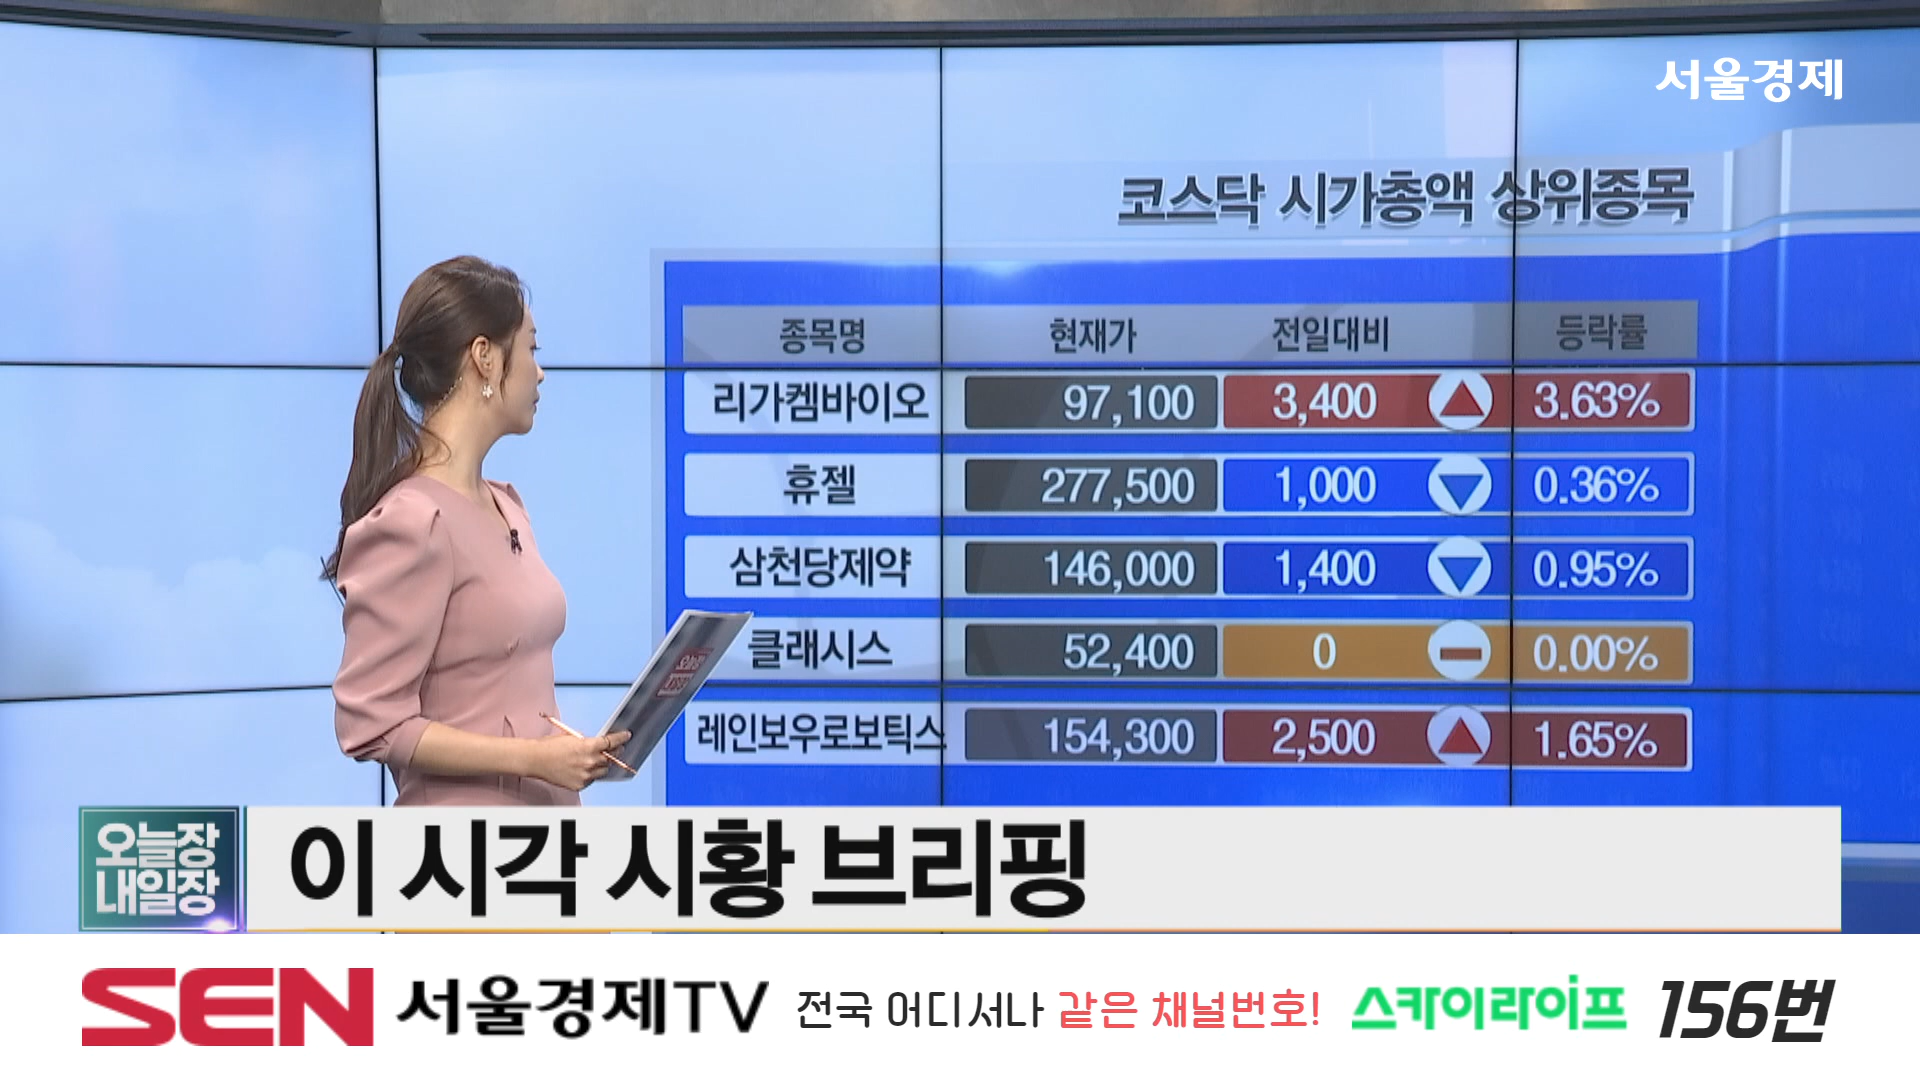 서울경제
코스닥 시가총액 상위종목
종목명 현재가 전일대비 등락률
리가켐바이오 97,100 3,400 ▲ 3.63%
휴젤 277,500 1,000 ▼ 0.36%
삼천당제약 146,000 1,400 ▼ 0.95%
클래시스 52,400 0 - 0.00%
레인보우로보틱스 154,300 2,500 ▲ 1.65%
오늘장
내일장
오늘장
내일장
이 시각 시황 브리핑
SEN 서울경제TV 전국 어디서나 같은 채널번호! 스카이라이프 156번